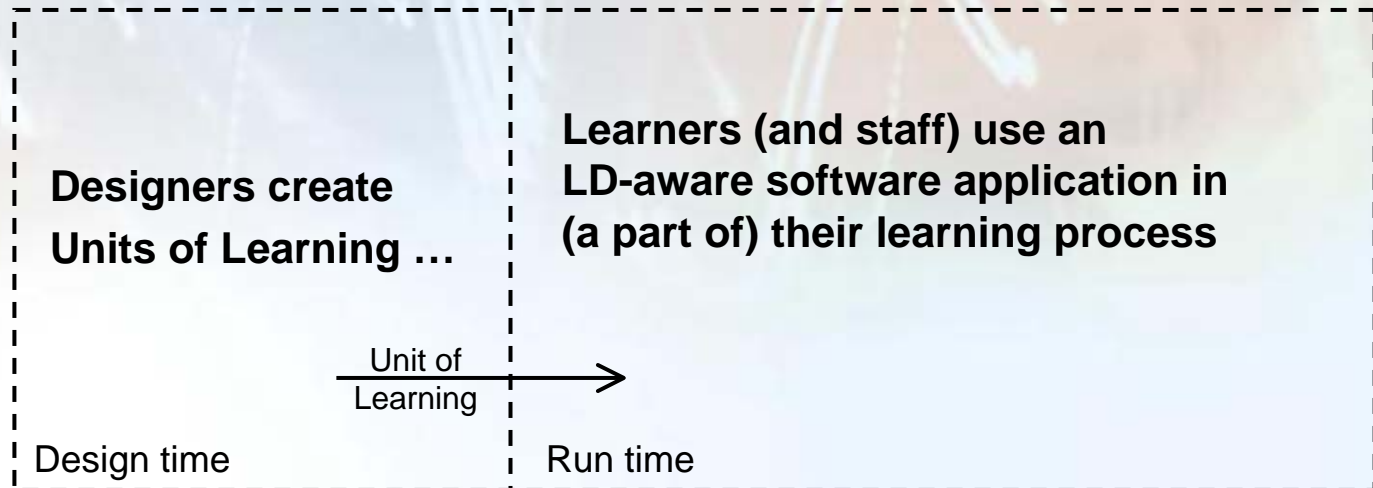 Designers create
Units of Learning …
Learners (and staff) use an
LD-aware software application in
(a part of) their learning process
Unit of
Learning
Design time
Run time